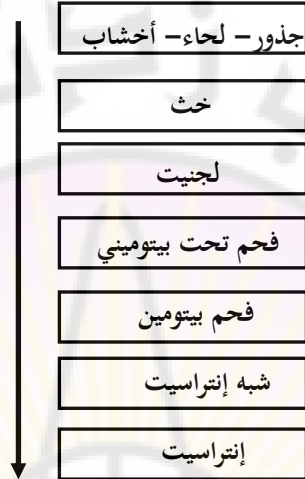 جذور – لحاء– أخشاب
خث
لجنيت
فحم تحت بيتوميني
فحم بيتومين
شبه إنتراسيت
إنتراسيت